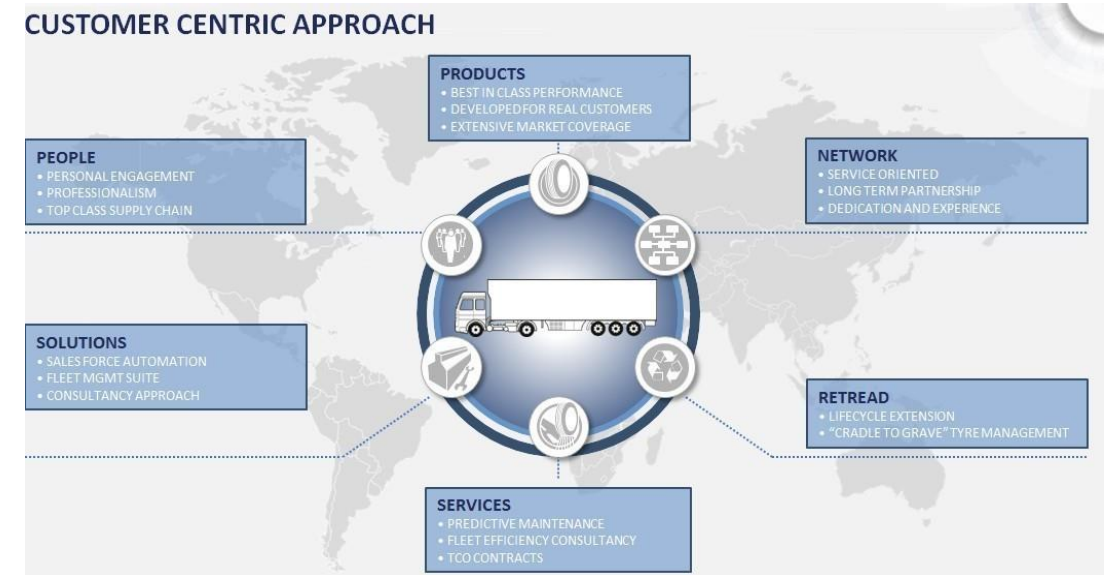 CUSTOMER CENTRIC APPROACH
PRODUCTS
• BEST IN CLASS PERFORMANCE
• DEVELOPED FOR REAL CUSTOMERS
• EXTENSIVE MARKET COVERAGE
PEOPLE
• PERSONAL ENGAGEMENT
• PROFESSIONALISM
• TOP CLASS SUPPLY CHAIN
NETWORK
• SERVICE ORIENTED
• LONG TERM PARTNERSHIP
• DEDICATION AND EXPERIENCE
SOLUTIONS
• SALES FORCE AUTOMATION
• FLEET MGMT SUITE
• CONSULTANCY APPROACH
RETREAD
• LIFECYCLE EXTENSION
• "CRADLE TO GRAVE" TYRE MANAGEMENT
SERVICES
• PREDICTIVE MAINTENANCE
• FLEET EFFICIENCY CONSULTANCY
• TCO CONTRACTS